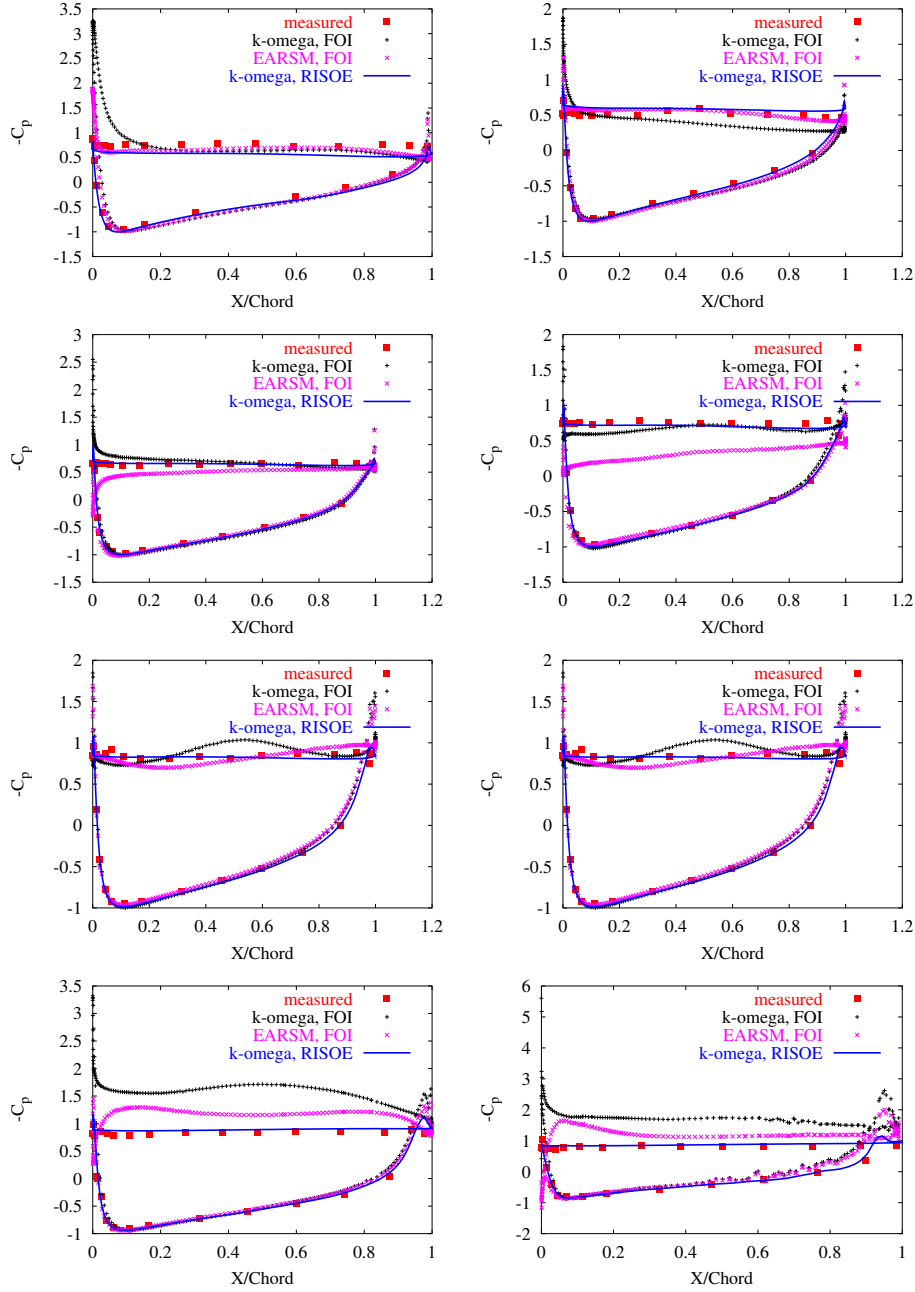 -C_p
3.5
3
2.5
2
1.5
1
0.5
0
-0.5
-1
-1.5
0
0.2
0.4
0.6
0.8
1
X/Chord
measured
k-omega, FOI
EARSM, FOI
k-omega, RISOE
-C_p
2
1.5
1
0.5
0
-0.5
-1
-1.5
0
0.2
0.4
0.6
0.8
1
1.2
X/Chord
measured
k-omega, FOI
EARSM, FOI
k-omega, RISOE
-C_p
3
2.5
2
1.5
1
0.5
0
-0.5
-1
-1.5
0
0.2
0.4
0.6
0.8
1
1.2
X/Chord
measured
k-omega, FOI
EARSM, FOI
k-omega, RISOE
-C_p
2
1.5
1
0.5
0
-0.5
-1
-1.5
0
0.2
0.4
0.6
0.8
1
1.2
X/Chord
measured
k-omega, FOI
EARSM, FOI
k-omega, RISOE
-C_p
2
1.5
1
0.5
0
-0.5
-1
0
0.2
0.4
0.6
0.8
1
1.2
X/Chord
measured
k-omega, FOI
EARSM, FOI
k-omega, RISOE
-C_p
2
1.5
1
0.5
0
-0.5
-1
0
0.2
0.4
0.6
0.8
1
1.2
X/Chord
measured
k-omega, FOI
EARSM, FOI
k-omega, RISOE
-C_p
3.5
3
2.5
2
1.5
1
0.5
0
-0.5
-1
0
0.2
0.4
0.6
0.8
1
X/Chord
measured
k-omega, FOI
EARSM, FOI
k-omega, RISOE
-C_p
6
5
4
3
2
1
0
-1
-2
0
0.2
0.4
0.6
0.8
1
X/Chord
measured
k-omega, FOI
EARSM, FOI
k-omega, RISOE